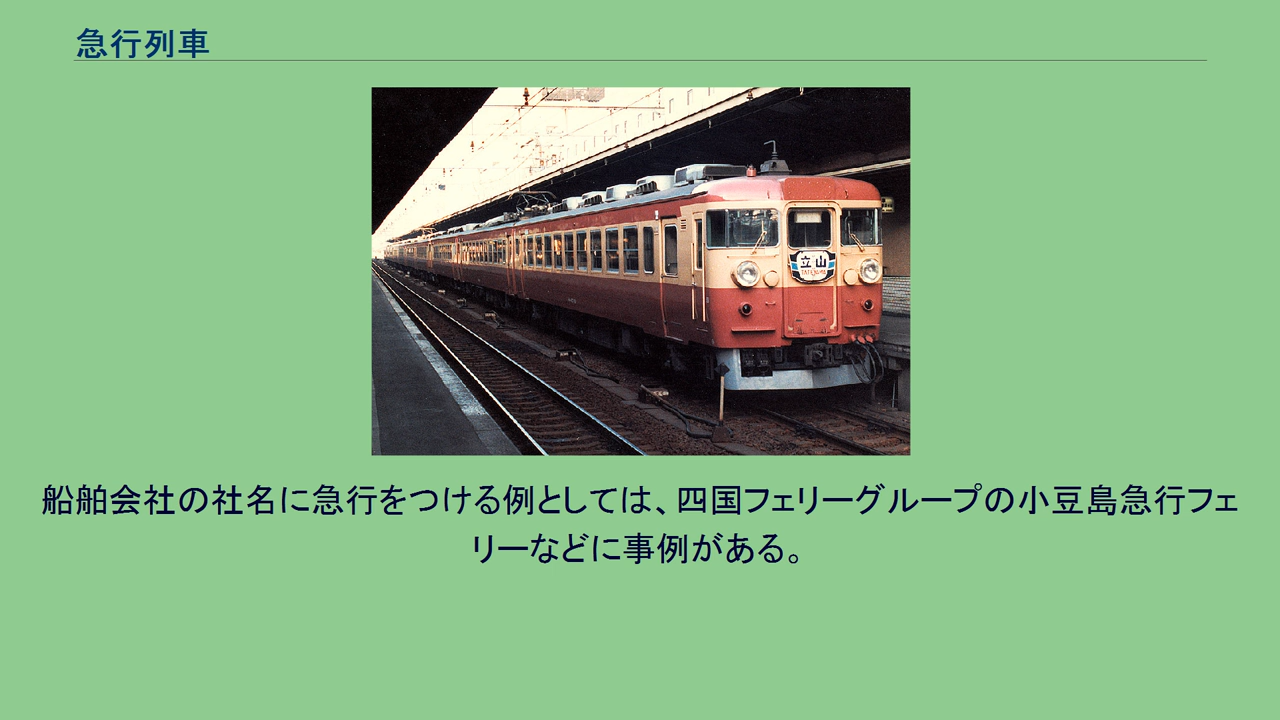 急行列車
立山
船舶会社の社名に急行をつける例としては、四国フェリーグループの小豆島急行フェ
リーなどに事例がある。